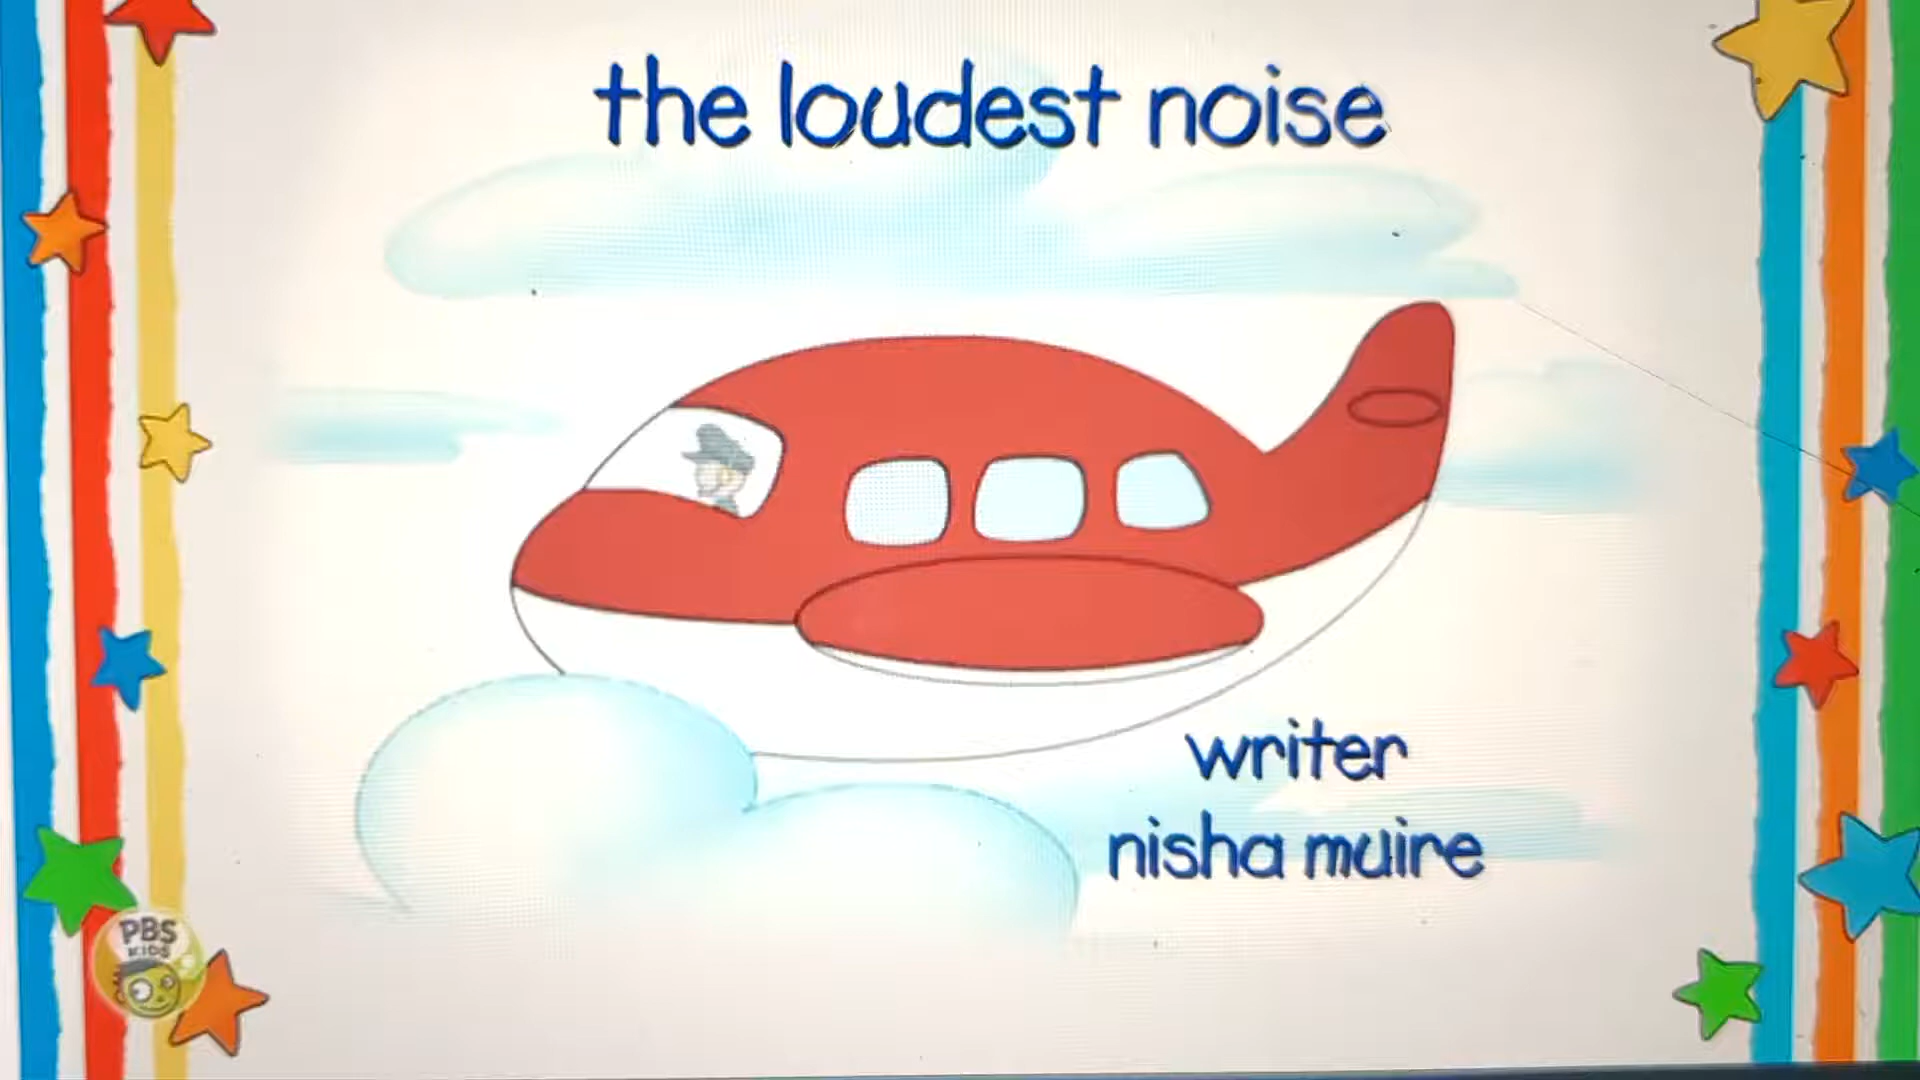 the loudest noise
writer
nisha muire
PBS
KIDS